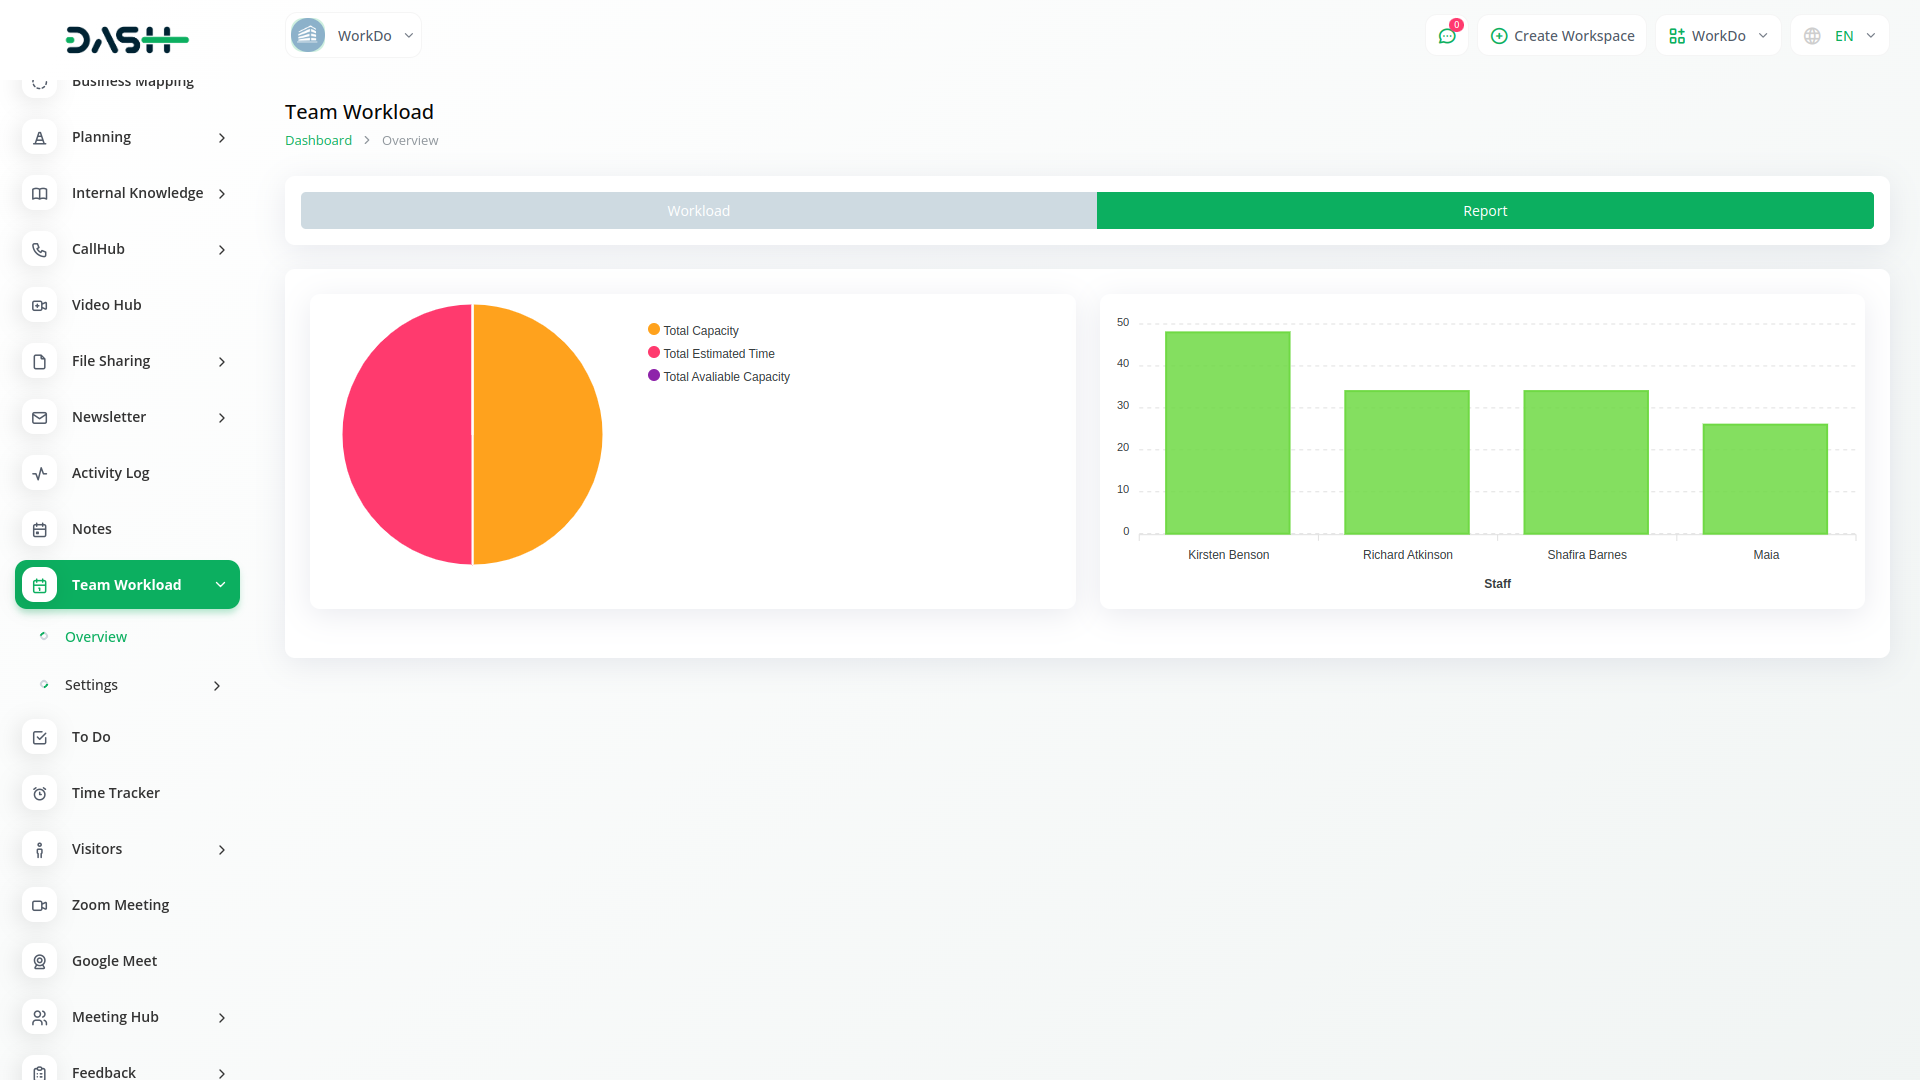 DASH
WorkDo
0
Create Workspace
WorkDo
EN
Business Mapping
Planning
Internal Knowledge
CallHub
Video Hub
File Sharing
Newsletter
Activity Log
Notes
Team Workload
Overview
Settings
To Do
Time Tracker
Visitors
Zoom Meeting
Google Meet
Meeting Hub
Feedback
Team Workload
Dashboard > Overview
Workload
Report
Total Capacity
Total Estimated Time
Total Avaliable Capacity
50
40
30
20
10
0
Kirsten Benson
Richard Atkinson
Shafira Barnes
Maia
Staff